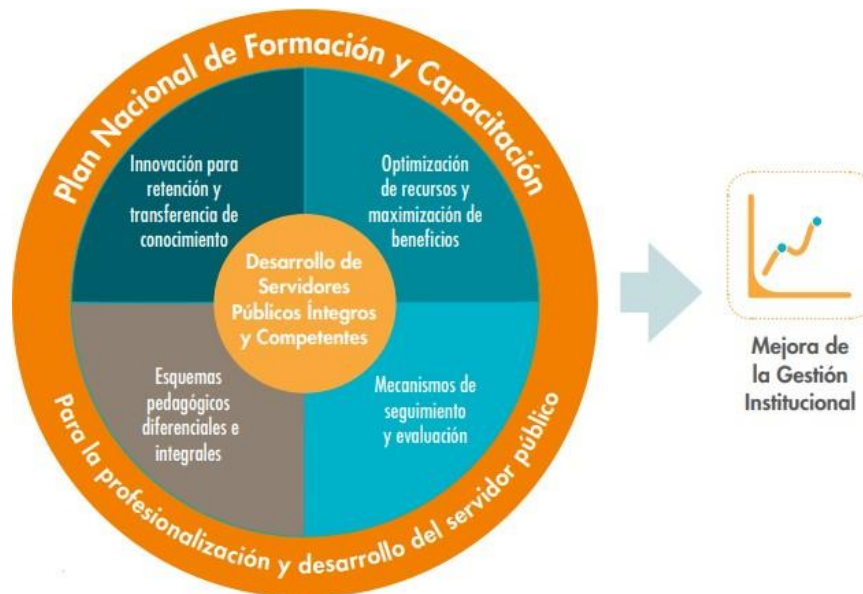 Plan Nacional de Formación y Capacitación
Innovación para
retención y
transferencia de
conocimiento
Optimización
de recursos y
maximización de
beneficios
Desarrollo de
Servidores
Públicos Íntegros
y Competentes
Esquemas
pedagógicos
diferenciales e
integrales
Mecanismos de
seguimiento
y evaluación
Para la profesionalización y desarrollo del servidor público
Mejora de
la Gestión
Institucional